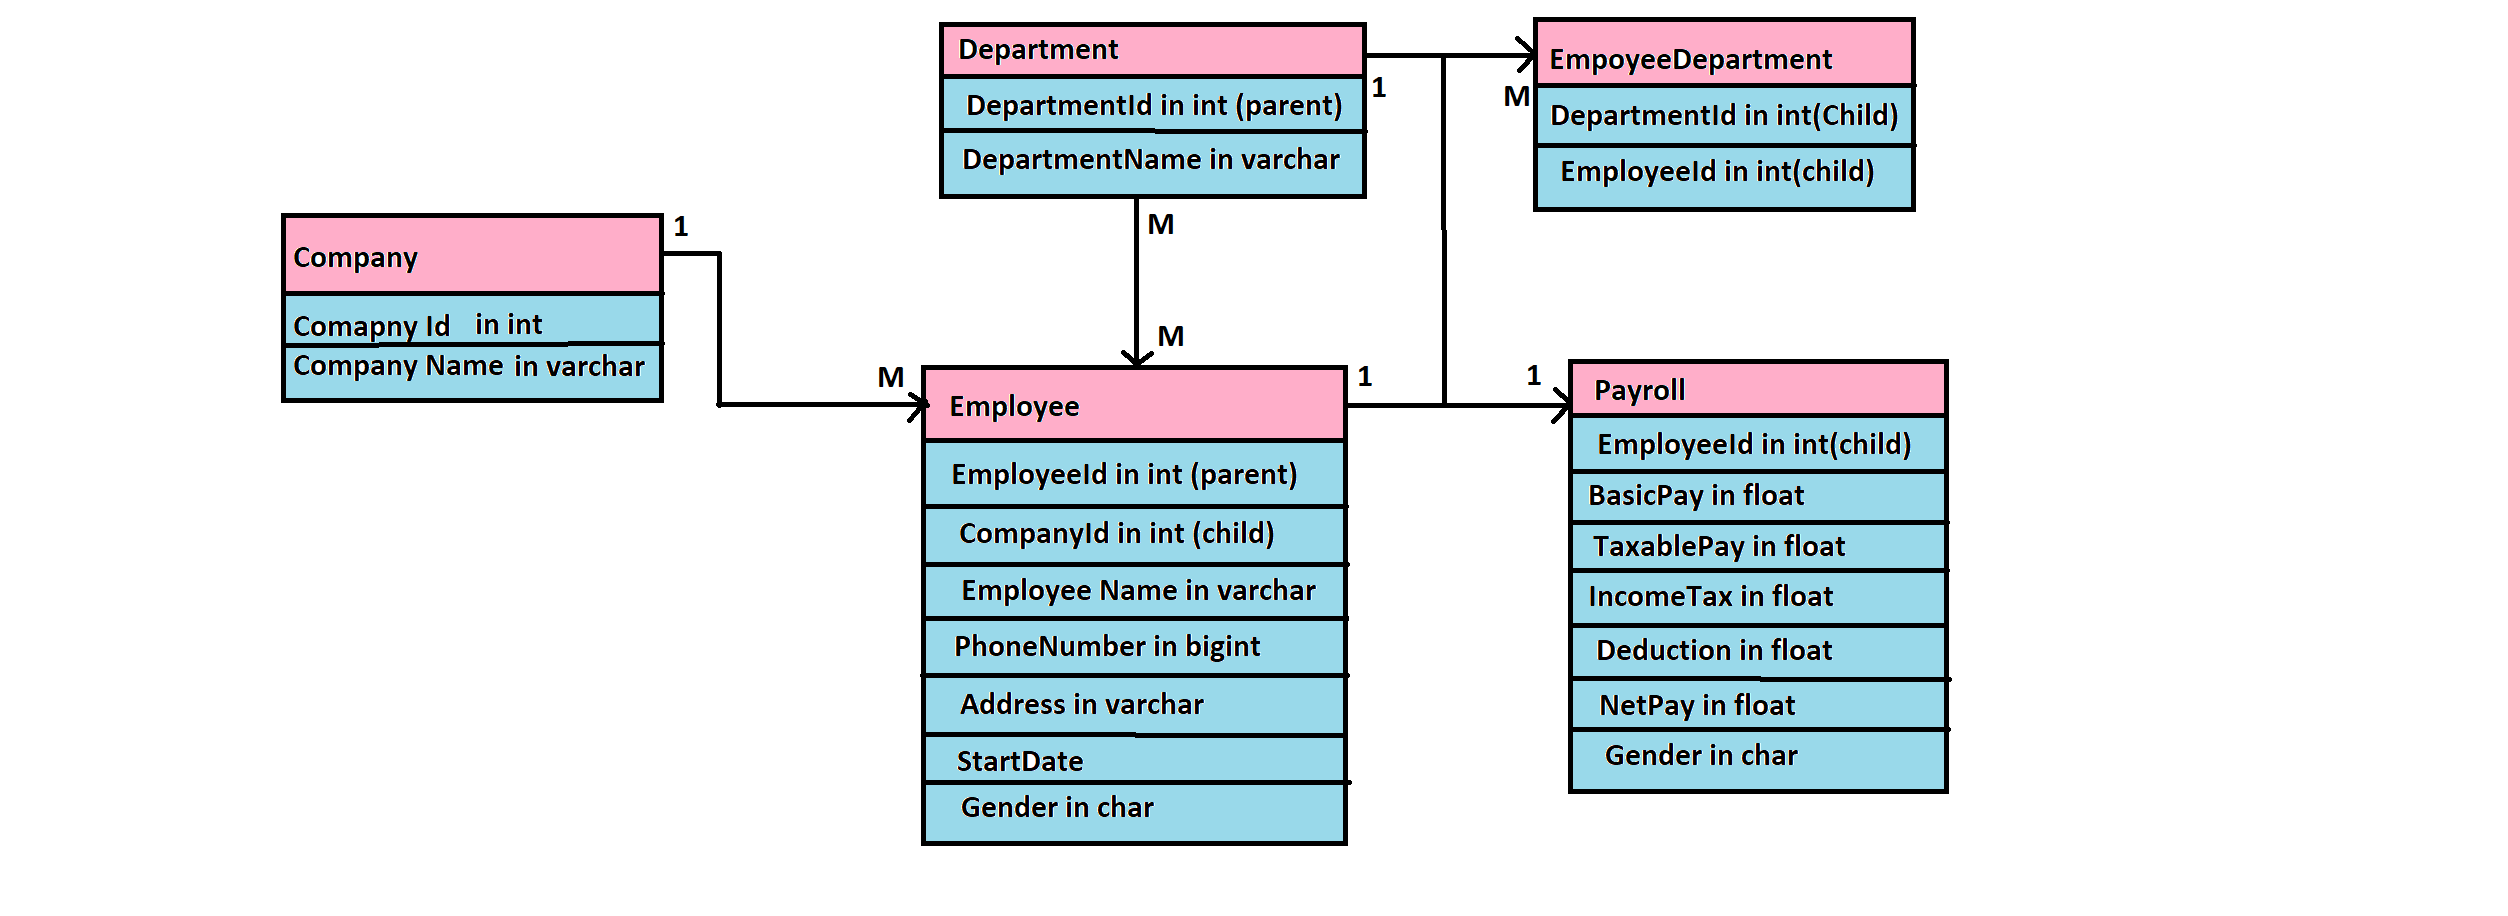 Department
1
DepartmentId in int (parent)
DepartmentName in varchar
M
M
EmpoyeeDepartment
M
DepartmentId in int(Child)
EmployeeId in int(child)
Company
1
Comapny Id in int
Company Name in varchar
M
Employee
1
EmployeeId in int (parent)
CompanyId in int (child)
Employee Name in varchar
PhoneNumber in bigint
Address in varchar
StartDate
Gender in char
1
Payroll
EmployeeId in int(child)
BasicPay in float
TaxablePay in float
IncomeTax in float
Deduction in float
NetPay in float
Gender in char